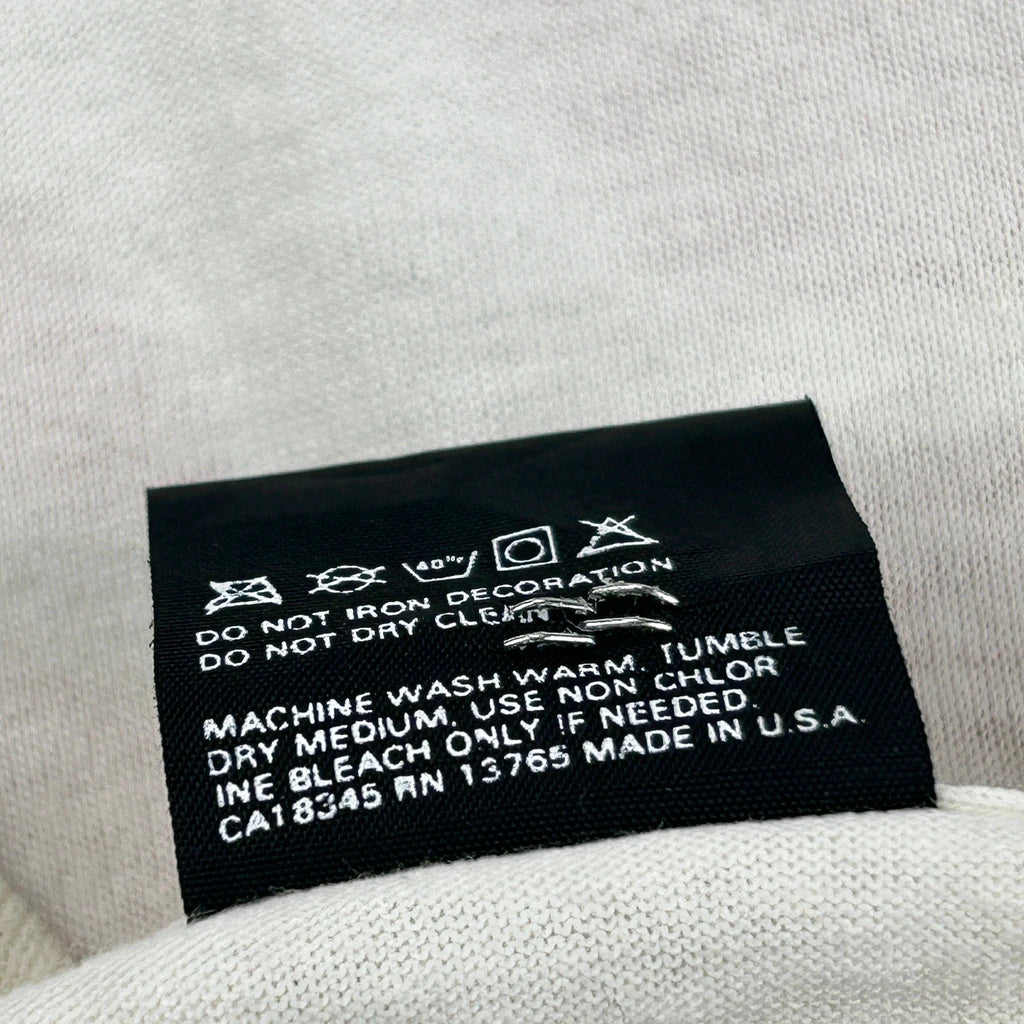 40°
DO NOT IRON DECORATION
DO NOT DRY CLEAN
MACHINE WASH WARM. TUMBLE
DRY MEDIUM. USE NON CHLOR
INE BLEACH ONLY IF NEEDED.
CA18345 RN 13765 MADE IN U.S.A.